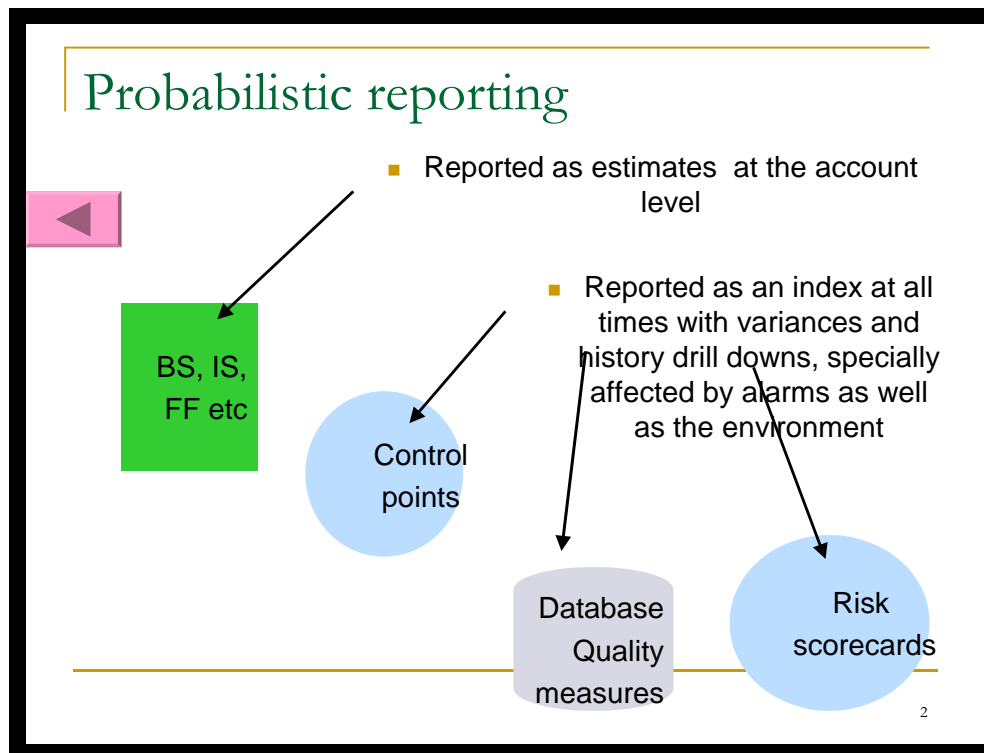 Probabilistic reporting
■ Reported as estimates at the account
level
■ Reported as an index at all
times with variances and
history drill downs, specially
affected by alarms as well
as the environment
BS, IS,
FF etc
Control
points
Database
Quality
measures
Risk
scorecards
2